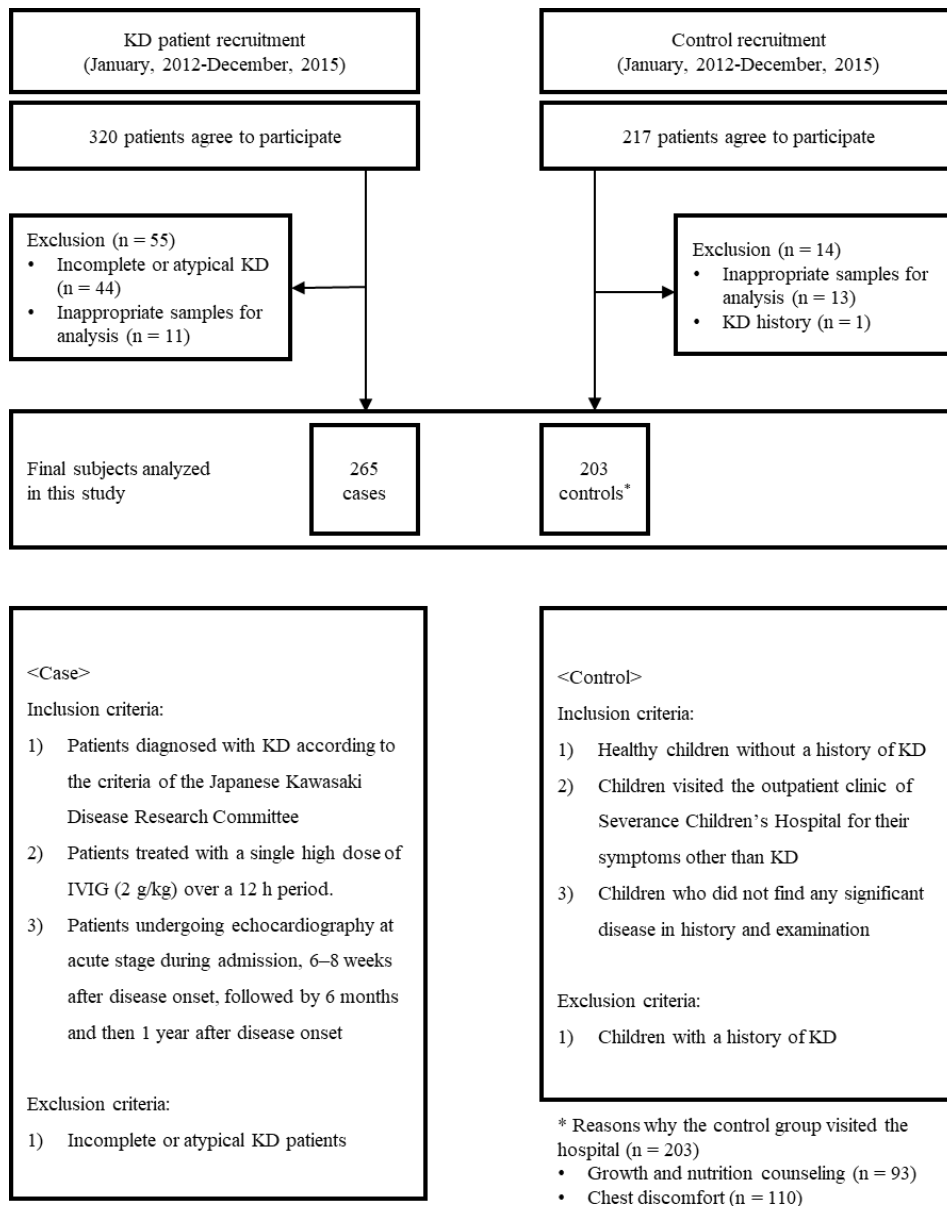 KD patient recruitment
(January, 2012-December, 2015)
Control recruitment
(January, 2012-December, 2015)
320 patients agree to participate
217 patients agree to participate
Exclusion (n = 55)
• Incomplete or atypical KD
(n = 44)
• Inappropriate samples for
analysis (n = 11)
Exclusion (n = 14)
• Inappropriate samples for
analysis (n = 13)
• KD history (n = 1)
Final subjects analyzed
in this study
265
cases
203
controls*
<Case>
Inclusion criteria:
1) Patients diagnosed with KD according to
the criteria of the Japanese Kawasaki
Disease Research Committee
2) Patients treated with a single high dose of
IVIG (2 g/kg) over a 12 h period.
3) Patients undergoing echocardiography at
acute stage during admission, 6–8 weeks
after disease onset, followed by 6 months
and then 1 year after disease onset
Exclusion criteria:
1) Incomplete or atypical KD patients
<Control>
Inclusion criteria:
1) Healthy children without a history of KD
2) Children visited the outpatient clinic of
Severance Children's Hospital for their
symptoms other than KD
3) Children who did not find any significant
disease in history and examination
Exclusion criteria:
1) Children with a history of KD
* Reasons why the control group visited the
hospital (n = 203)
• Growth and nutrition counseling (n = 93)
• Chest discomfort (n = 110)